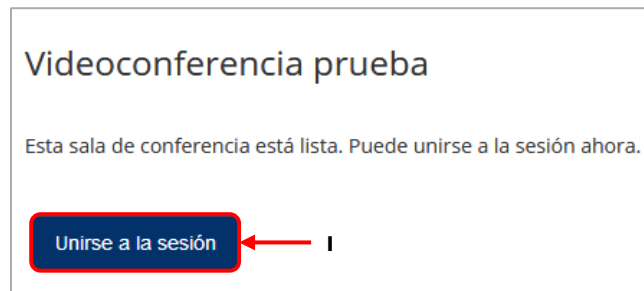 Videoconferencia prueba
Esta sala de conferencia está lista. Puede unirse a la sesión ahora.
Unirse a la sesión
I